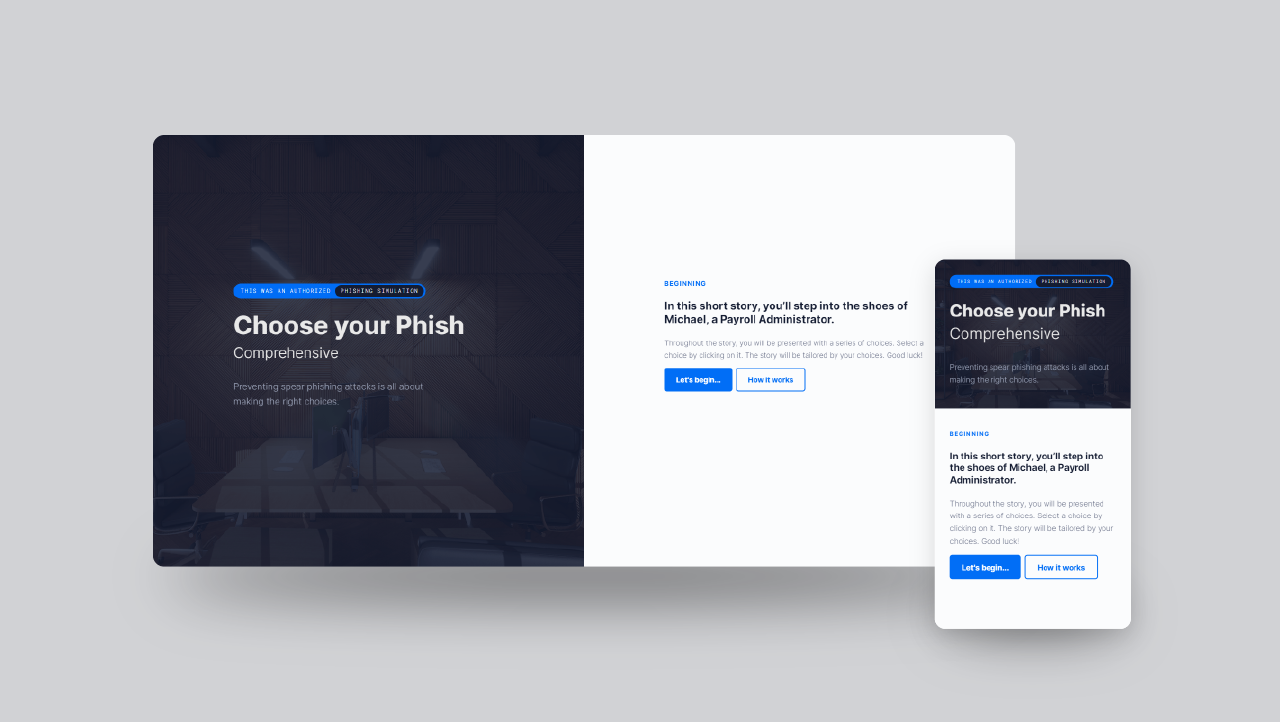 THIS WAS AN AUTHORIZED PHISHING SIMULATION
Choose your Phish
Comprehensive
Preventing spear phishing attacks is all about
making the right choices.
BEGINNING
In this short story, you'll step into the shoes of
Michael, a Payroll Administrator.
Throughout the story, you will be presented with a series of choices. Select a
choice by clicking on it. The story will be tailored by your choices. Good luck!
Let's begin... How it works
THIS WAS AN AUTHORIZED PHISHING SIMULATION
Choose your Phish
Comprehensive
Preventing spear phishing attacks is all about
making the right choices.
BEGINNING
In this short story, you'll step into
the shoes of Michael, a Payroll
Administrator.
Throughout the story, you will be presented
with a series of choices. Select a choice by
clicking on it. The story will be tailored by your
choices. Good luck!
Let's begin... How it works